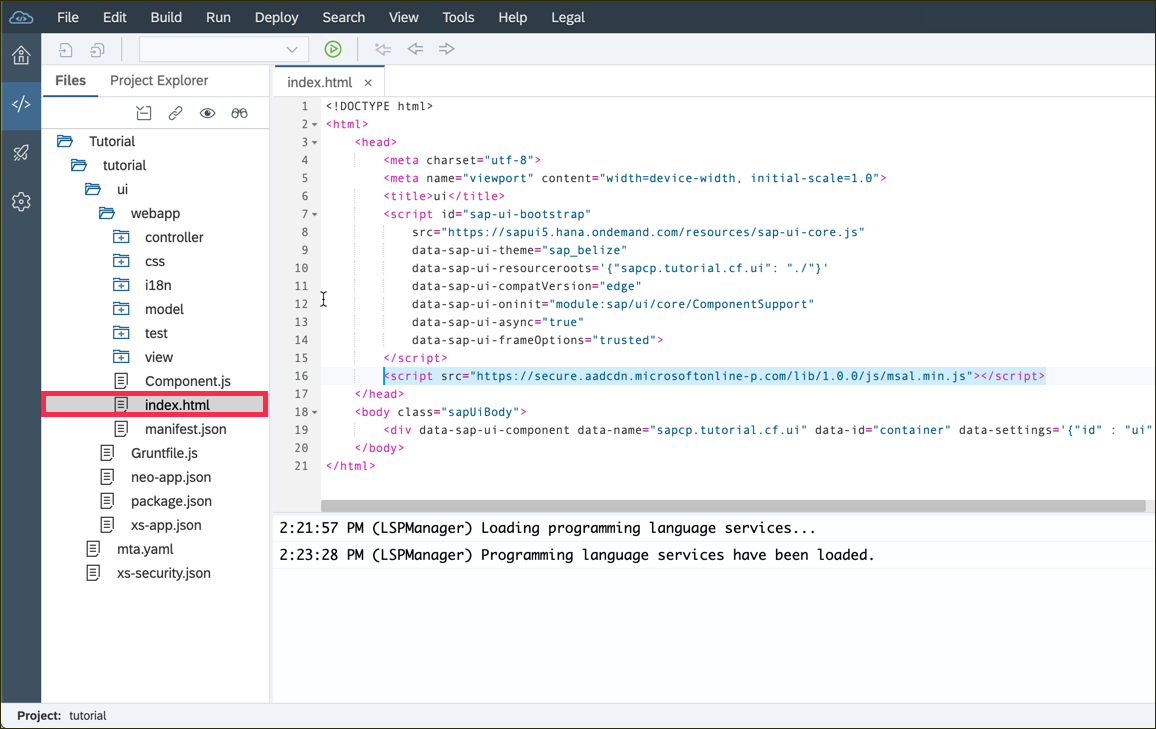 File Edit Build Run Deploy Search View Tools Help Legal
Files Project Explorer
Tutorial
tutorial
ui
webapp
controller
css
i18n
model
test
view
Component.js
index.html
manifest.json
Gruntfile.js
neo-app.json
package.json
xs-app.json
mta.yaml
xs-security.json
index.html ×
1 <!DOCTYPE html>
2 <html>
3 <head>
4 <meta charset="utf-8">
5 <meta name="viewport" content="width=device-width, initial-scale=1.0">
6 <title>ui</title>
7 <script id="sap-ui-bootstrap"
8 src="https://sapui5.hana.ondemand.com/resources/sap-ui-core.js"
9 data-sap-ui-theme="sap_belize"
10 data-sap-ui-resourceroots='{"sapcp.tutorial.cf.ui": "./"}'
11 data-sap-ui-compatVersion="edge"
12 data-sap-ui-oninit="module:sap/ui/core/ComponentSupport"
13 data-sap-ui-async="true"
14 data-sap-ui-frameOptions="trusted">
15 </script>
16 <script src="https://secure.aadcdn.microsoftonline-p.com/lib/1.0.0/js/msal.min.js"></script>
17 </head>
18 <body class="sapUiBody">
19 <div data-sap-ui-component data-name="sapcp.tutorial.cf.ui" data-id="container" data-settings='{"id" : "ui"
20 </body>
21 </html>
2:21:57 PM (LSPManager) Loading programming language services...
2:23:28 PM (LSPManager) Programming language services have been loaded.
Project: tutorial